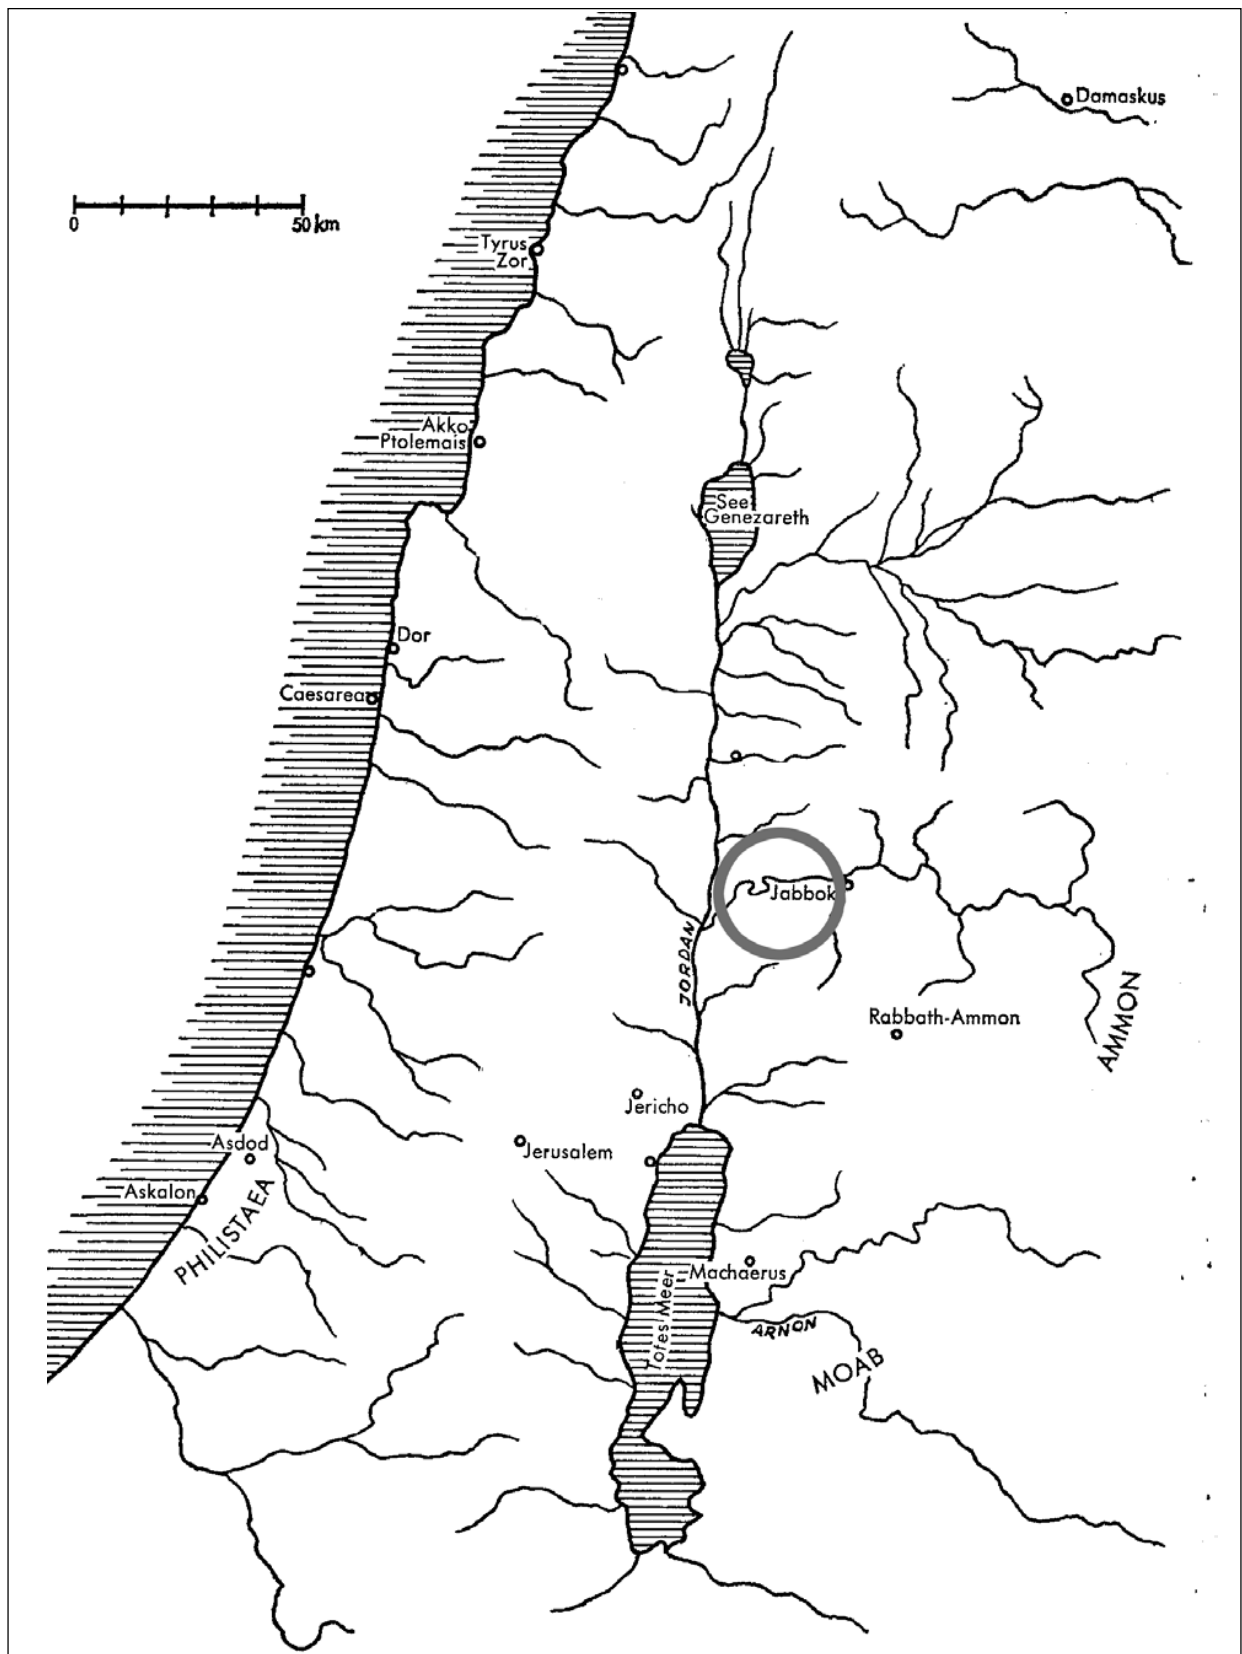 Damaskus
0 50 km
Tyrus
Zor
Akko
Ptolemais
See
Genezareth
Dor
Caesarea
Jabbok
JORDAN
AMMON
Rabbath-Ammon
Jericho
Asdod
Jerusalem
Askalon
PHILISTAEA
Machaerus
Totes Meer
ARNON
MOAB